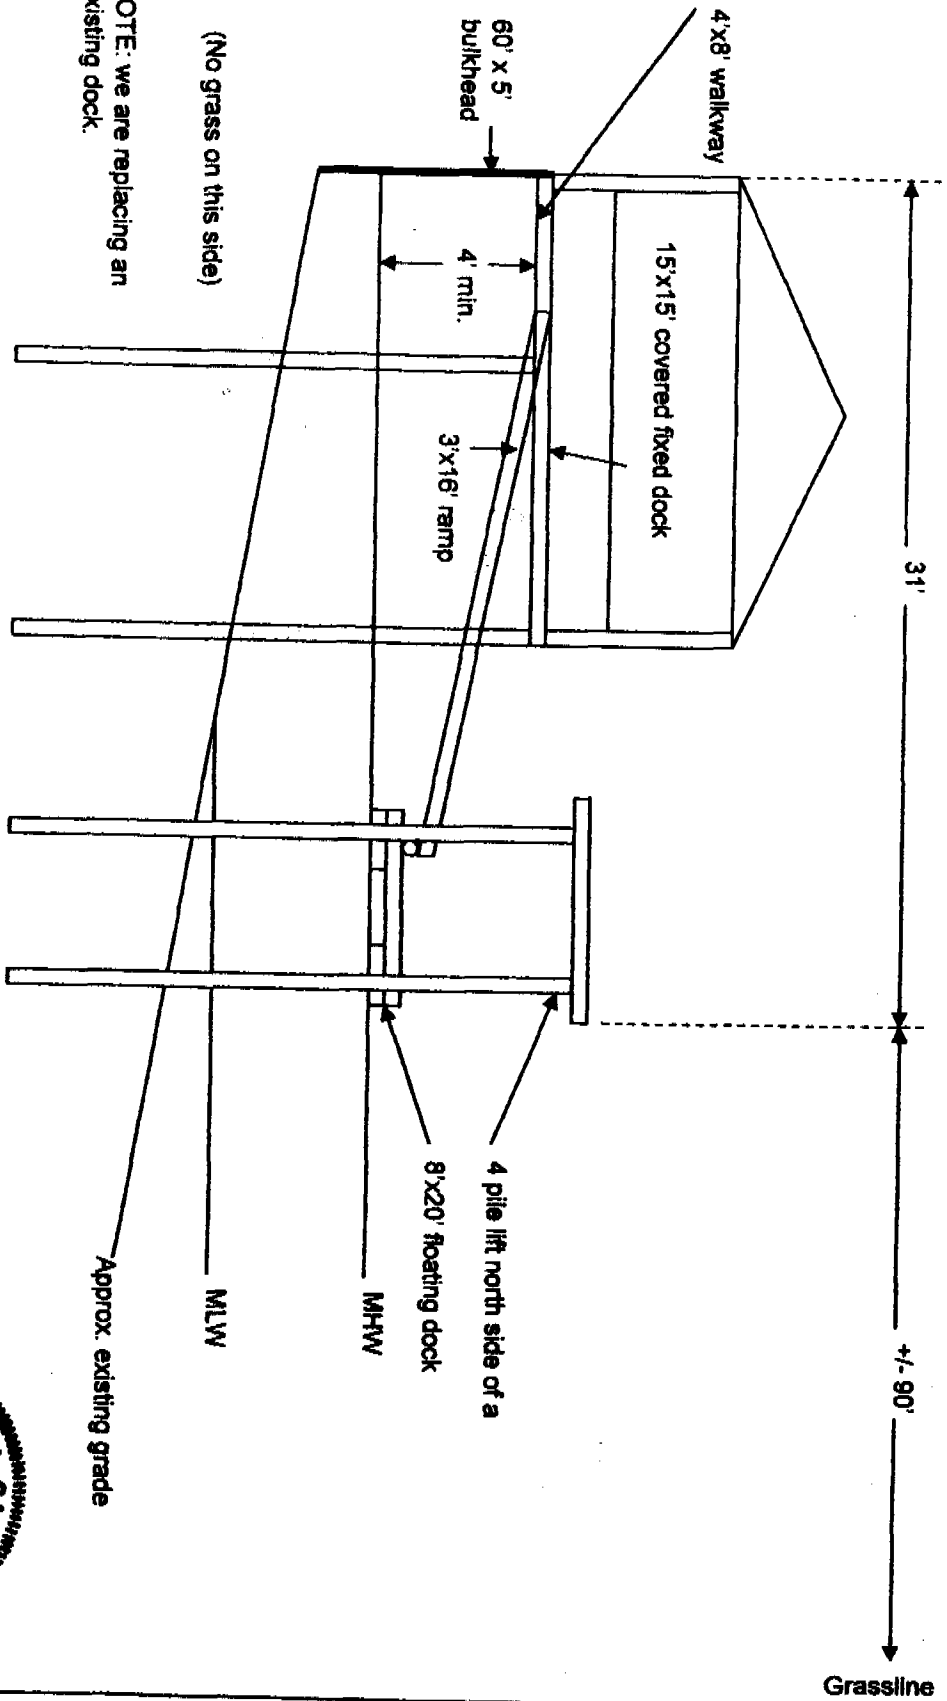 4'x8' walkway
60' x 5'
bulkhead
(No grass on this side)
OTE: we are replacing an
xisting dock.
15'x15' covered fixed dock
4' min.
3'x16' ramp
31'
+/- 90'
Grassline
4 pile lift north side of a
8'x20' floating dock
MHW
MLW
Approx. existing grade